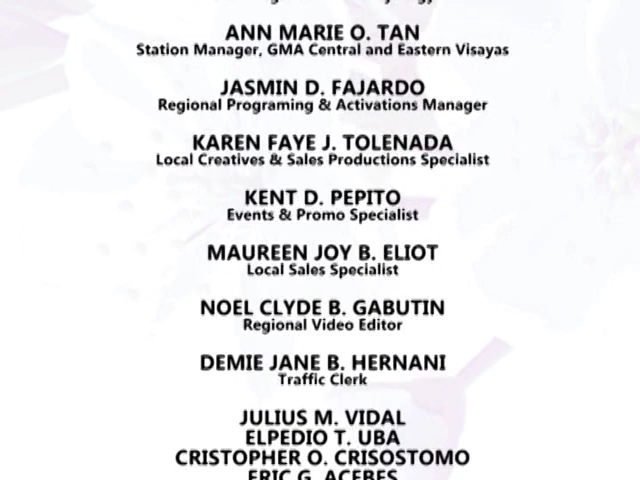 ANN MARIE O. TAN
Station Manager, GMA Central and Eastern Visayas
JASMIN D. FAJARDO
Regional Programing & Activations Manager
KAREN FAYE J. TOLENADA
Local Creatives & Sales Productions Specialist
KENT D. PEPITO
Events & Promo Specialist
MAUREEN JOY B. ELIOT
Local Sales Specialist
NOEL CLYDE B. GABUTIN
Regional Video Editor
DEMIE JANE B. HERNANI
Traffic Clerk
JULIUS M. VIDAL
ELPEDIO T. UBA
CRISTOPHER O. CRISOSTOMO
ERIC G. ACEBES